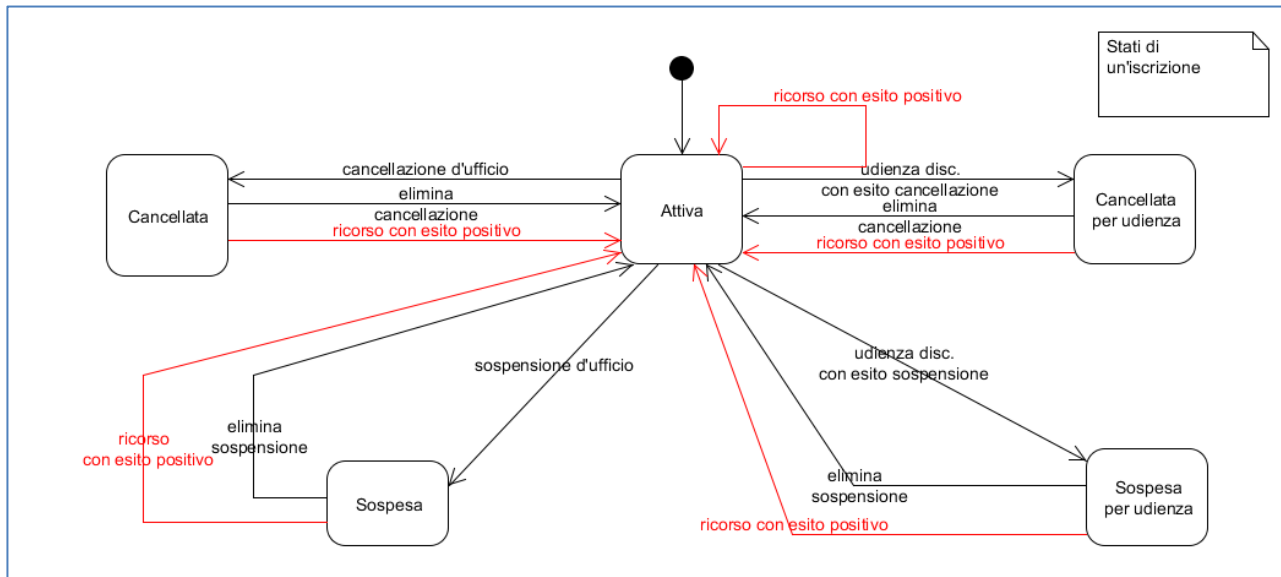 Stati di
un'iscrizione
ricorso con esito positivo
cancellazione d'ufficio
elimina
cancellazione
ricorso con esito positivo
Cancellata
Attiva
udienza disc.
con esito cancellazione
elimina
cancellazione
ricorso con esito positivo
Cancellata
per udienza
sospensione d'ufficio
udienza disc.
con esito sospensione
ricorso
con esito positivo
elimina
sospensione
Sospesa
elimina
sospensione
ricorso con esito positivo
Sospesa
per udienza